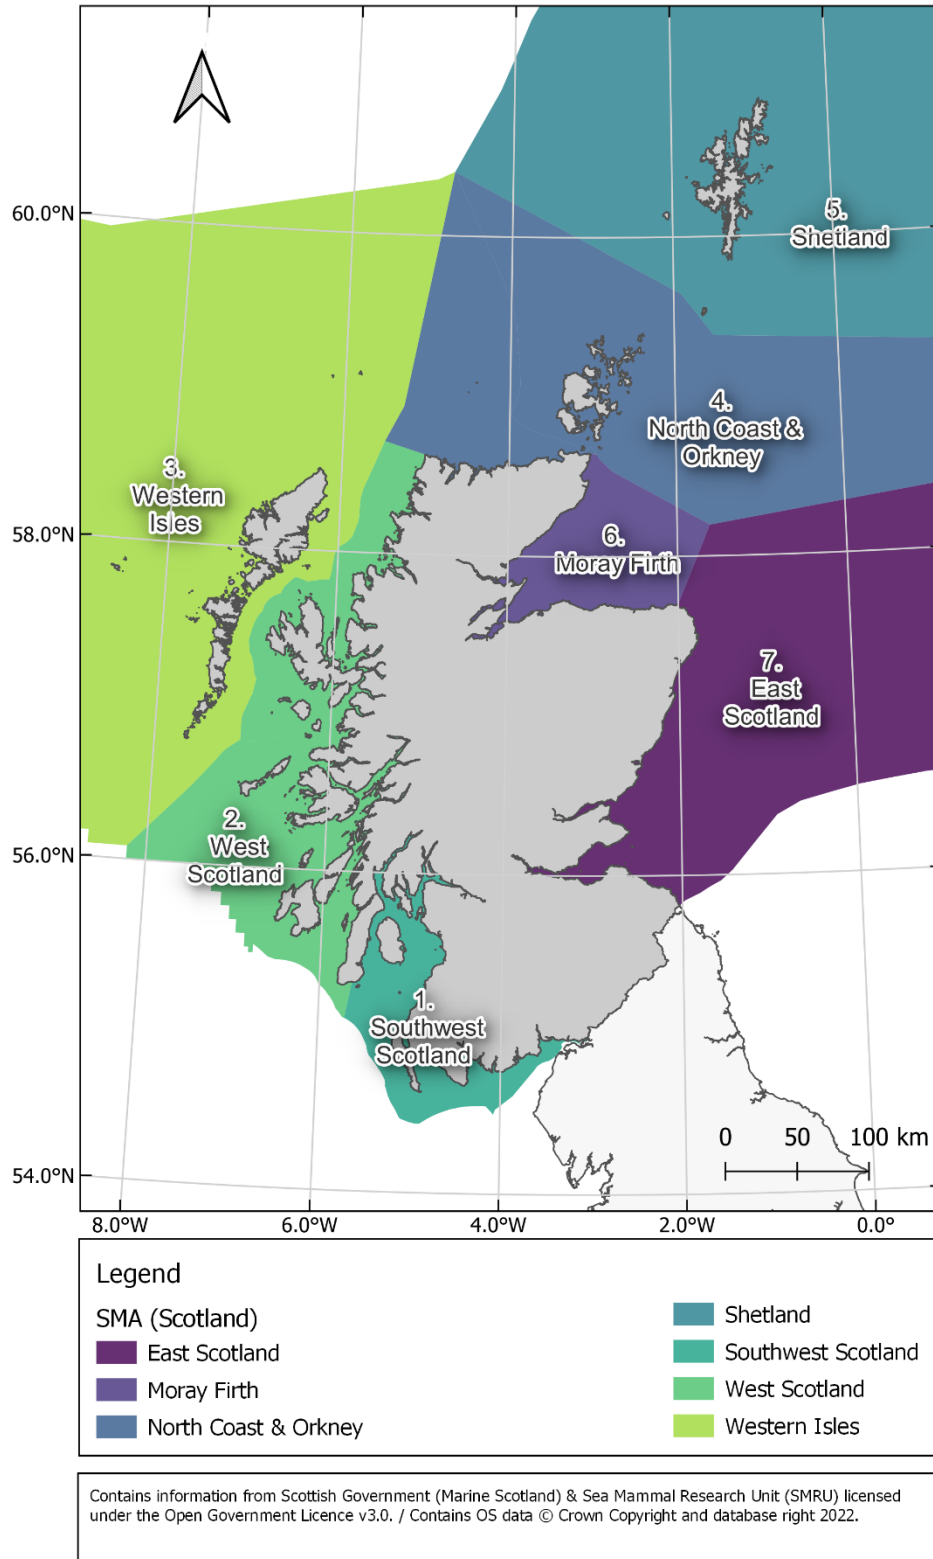 60.0°N
5.
Shetland
4.
North Coast &
Orkney
3.
Western
Isles
58.0°N
6.
Moray Firth
7.
East
Scotland
2.
West
Scotland
56.0°N
1.
Southwest
Scotland
0 50 100 km
54.0°N
8.0°W 6.0°W 4.0°W 2.0°W 0.0°
Legend
SMA (Scotland)
East Scotland
Moray Firth
North Coast & Orkney
Shetland
Southwest Scotland
West Scotland
Western Isles
Contains information from Scottish Government (Marine Scotland) & Sea Mammal Research Unit (SMRU) licensed
under the Open Government Licence v3.0. / Contains OS data © Crown Copyright and database right 2022.